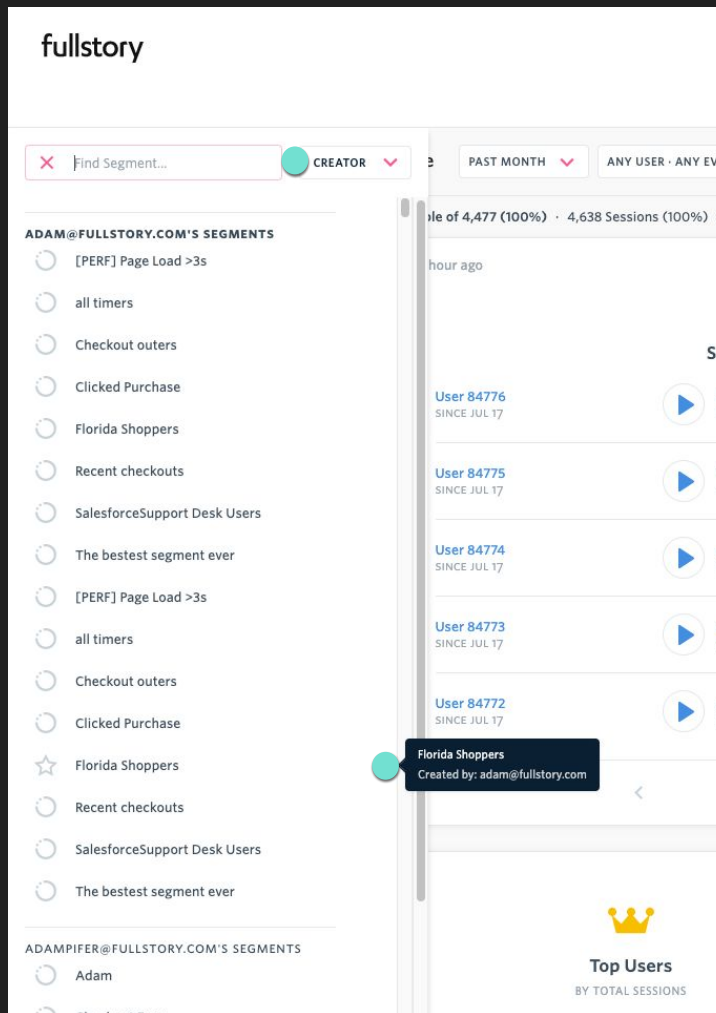 fullstory
Find Segment...
CREATOR
PAST MONTH
ANY USER · ANY
of 4,477 (100%) · 4,638 Sessions (100%)
ADAM@FULLSTORY.COM'S SEGMENTS
[PERF] Page Load >3s
hour ago
all timers
Checkout outers
Clicked Purchase
Florida Shoppers
Recent checkouts
SalesforceSupport Desk Users
The bestest segment ever
[PERF] Page Load >3s
all timers
Checkout outers
Clicked Purchase
Florida Shoppers
Recent checkouts
SalesforceSupport Desk Users
The bestest segment ever
ADAMPIFER@FULLSTORY.COM'S SEGMENTS
Adam
User 84776
SINCE JUL 17
User 84775
SINCE JUL 17
User 84774
SINCE JUL 17
User 84773
SINCE JUL 17
User 84772
SINCE JUL 17
Florida Shoppers
Created by: adam@fullstory.com
Top Users
BY TOTAL SESSIONS